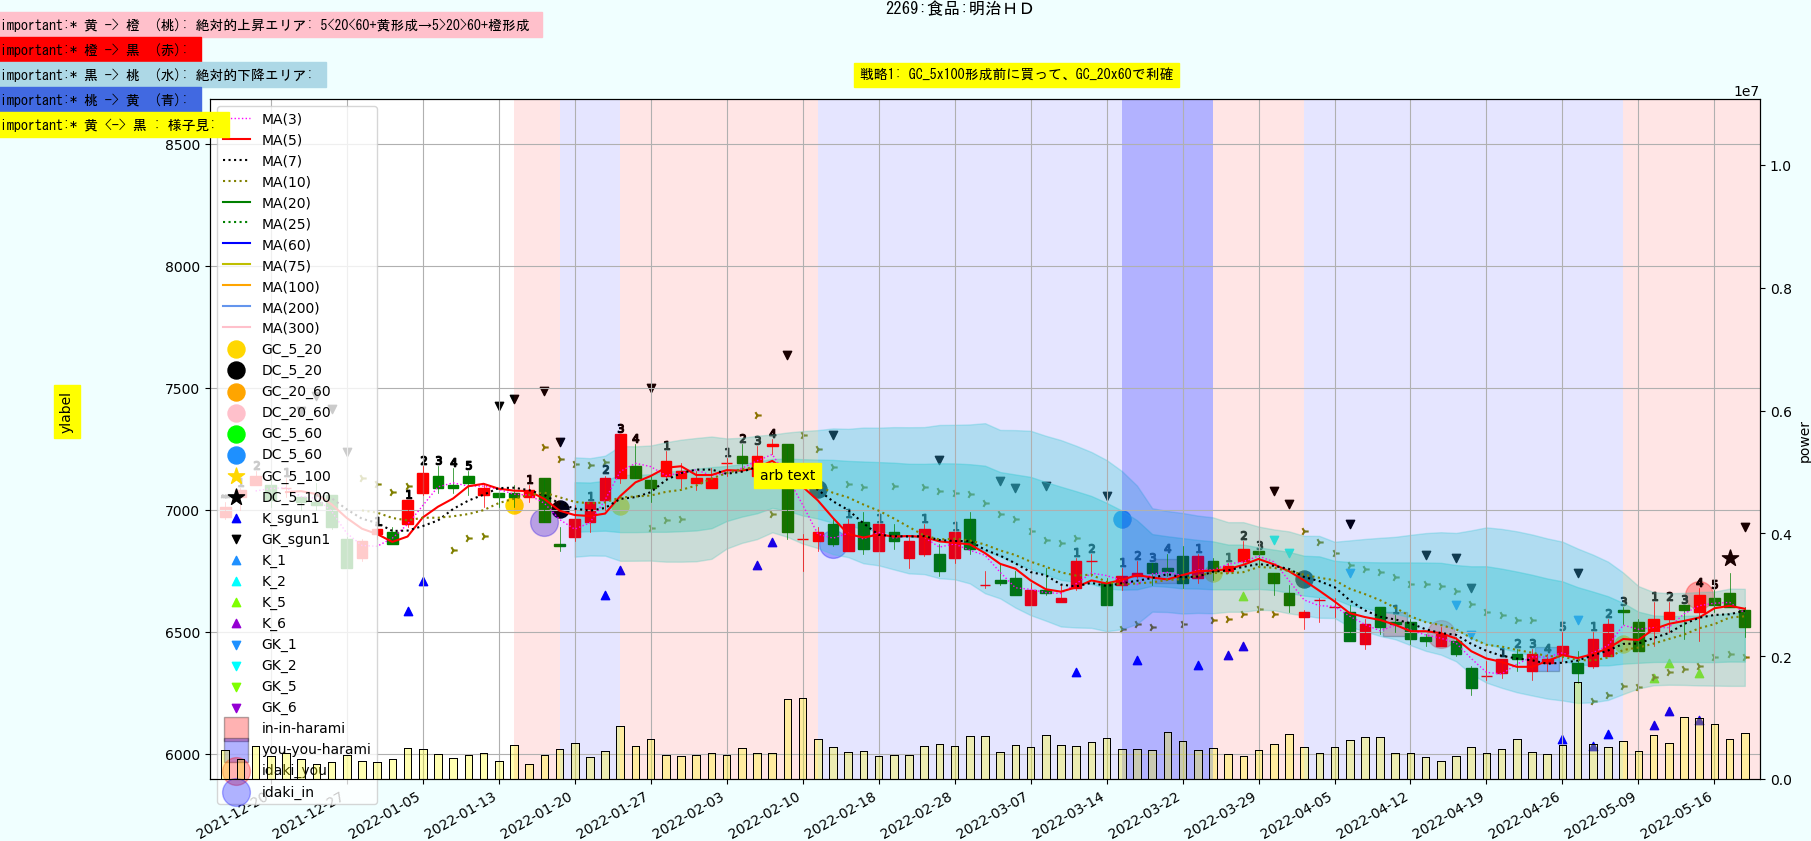 2269:食品:明治ＨＤ
important:* 黄 -> 橙 (桃): 絶対的上昇エリア: 5<20<60+黄形成→5>20>60+橙形成
important:* 橙 -> 黒 (赤):
important:* 黒 -> 桃 (水): 絶対的下降エリア:
important:* 桃 -> 黄 (青):
important:* 黄 <-> 黒 : 様子見:
戦略1: GC_5x100形成前に買って、GC_20x60で利確
1e7
MA(3)
MA(5)
MA(7)
MA(10)
MA(20)
MA(25)
MA(60)
MA(75)
MA(100)
MA(200)
MA(300)
GC_5_20
DC_5_20
GC_20_60
DC_20_60
GC_5_60
DC_5_60
GC_5_100
DC_5_100
K_sgun1
GK_sgun1
K_1
K_2
K_5
K_6
GK_1
GK_2
GK_5
GK_6
in-in-harami
you-you-harami
idaki_you
idaki_in
8500
8000
7500
7000
6500
6000
ylabel
arb text
1.0
0.8
0.6
0.4
0.2
0.0
power
2021-12-20
2021-12-27
2022-01-05
2022-01-13
2022-01-20
2022-01-27
2022-02-03
2022-02-10
2022-02-18
2022-02-28
2022-03-07
2022-03-14
2022-03-22
2022-03-29
2022-04-05
2022-04-12
2022-04-19
2022-04-26
2022-05-09
2022-05-16